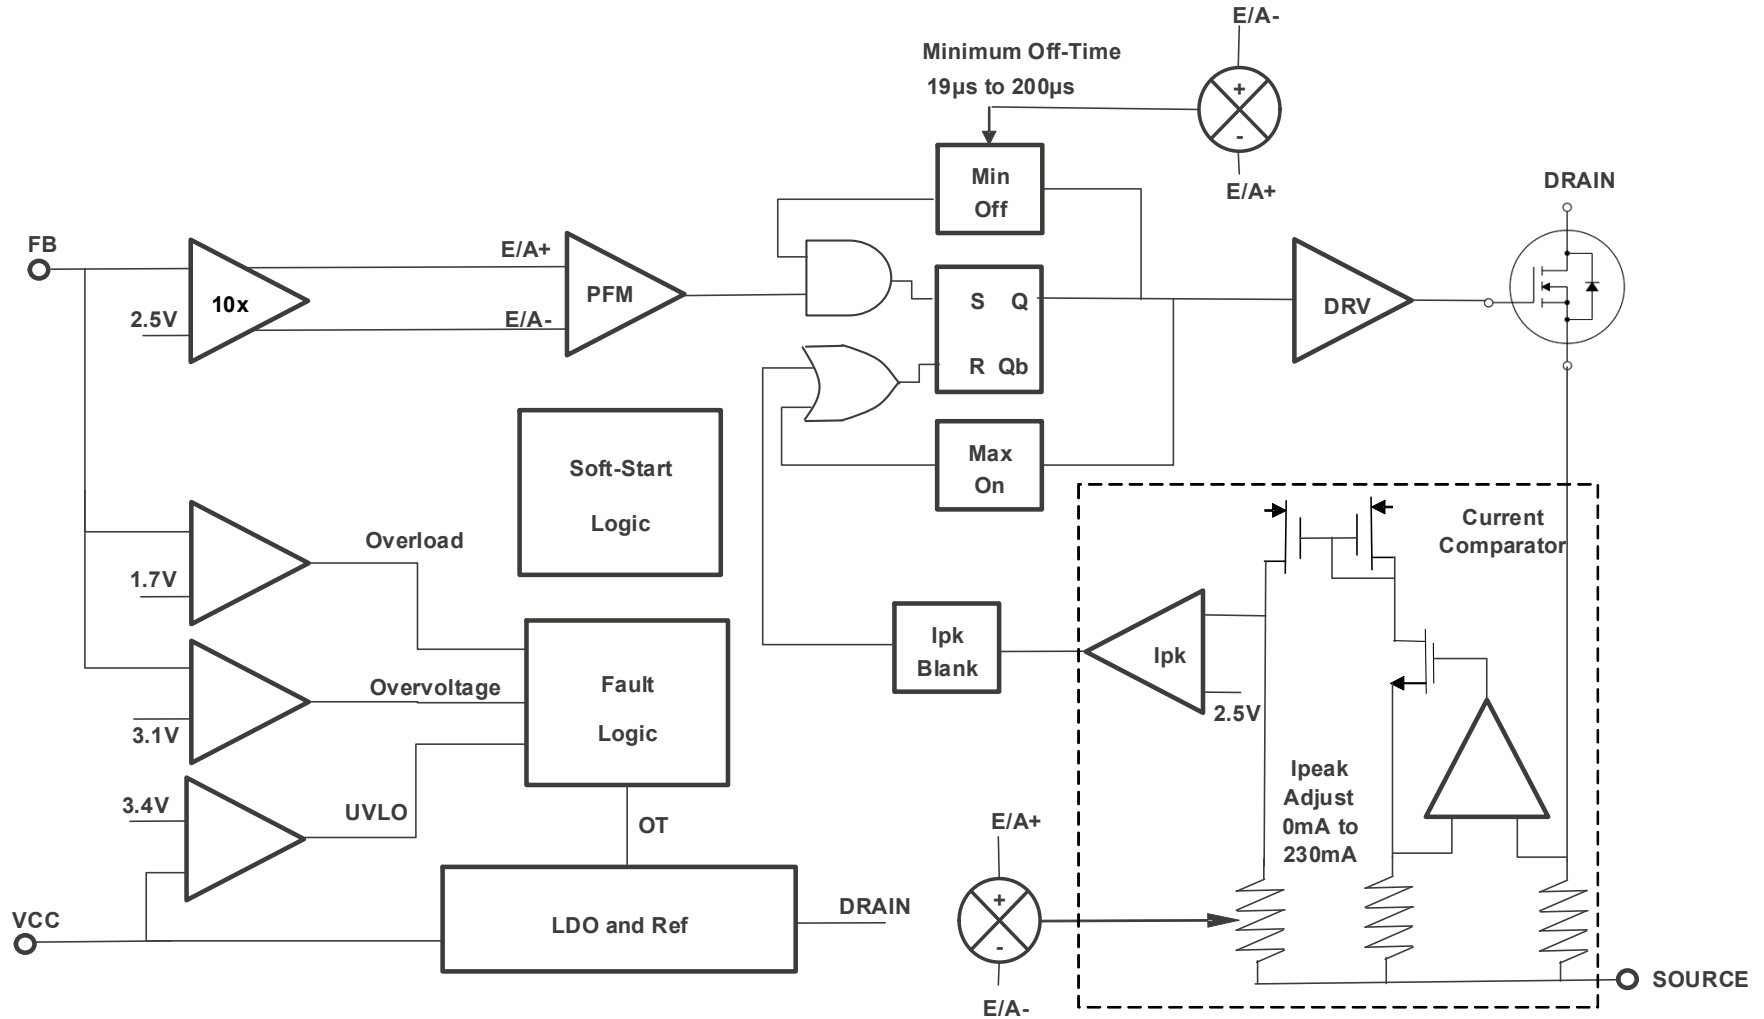 E/A-
Minimum Off-Time
19µs to 200µs
+
-
E/A+
Min
Off
DRAIN
FB
E/A+
10x
PFM
2.5V
E/A-
S Q
R Qb
DRV
Max
On
Soft-Start
Logic
Current
Comparator
Overload
1.7V
Ipk
Blank
Ipk
2.5V
Fault
Logic
Overvoltage
3.1V
Ipeak
Adjust
0mA to
230mA
3.4V
UVLO
OT
E/A+
+
-
E/A-
VCC
LDO and Ref
DRAIN
SOURCE